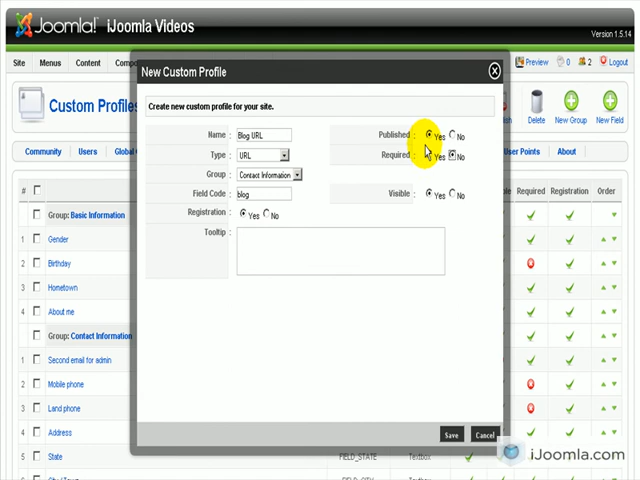 Joomla! iJoomla Videos
Version 1.5.14
Site Menus Content Preview 0 2 Logout
New Custom Profile
Custom Profiles
Delete New Group New Field
Create new custom profile for your site.
Name : Blog URL Published : Yes No
Type : URL Required : Yes No
Group : Contact Information
Field Code : blog Visible : Yes No
Registration : Yes No
Tooltip :
Community Users User Points About
# Required Registration Order
Group: Basic Information
1 Gender
2 Birthday
3 Hometown
4 About me
Group: Contact Information
1 Second email for admin
2 Mobile phone
3 Land phone
4 Address
Save Cancel
5 State FIELD_STATE Textbox
iJoomla.com